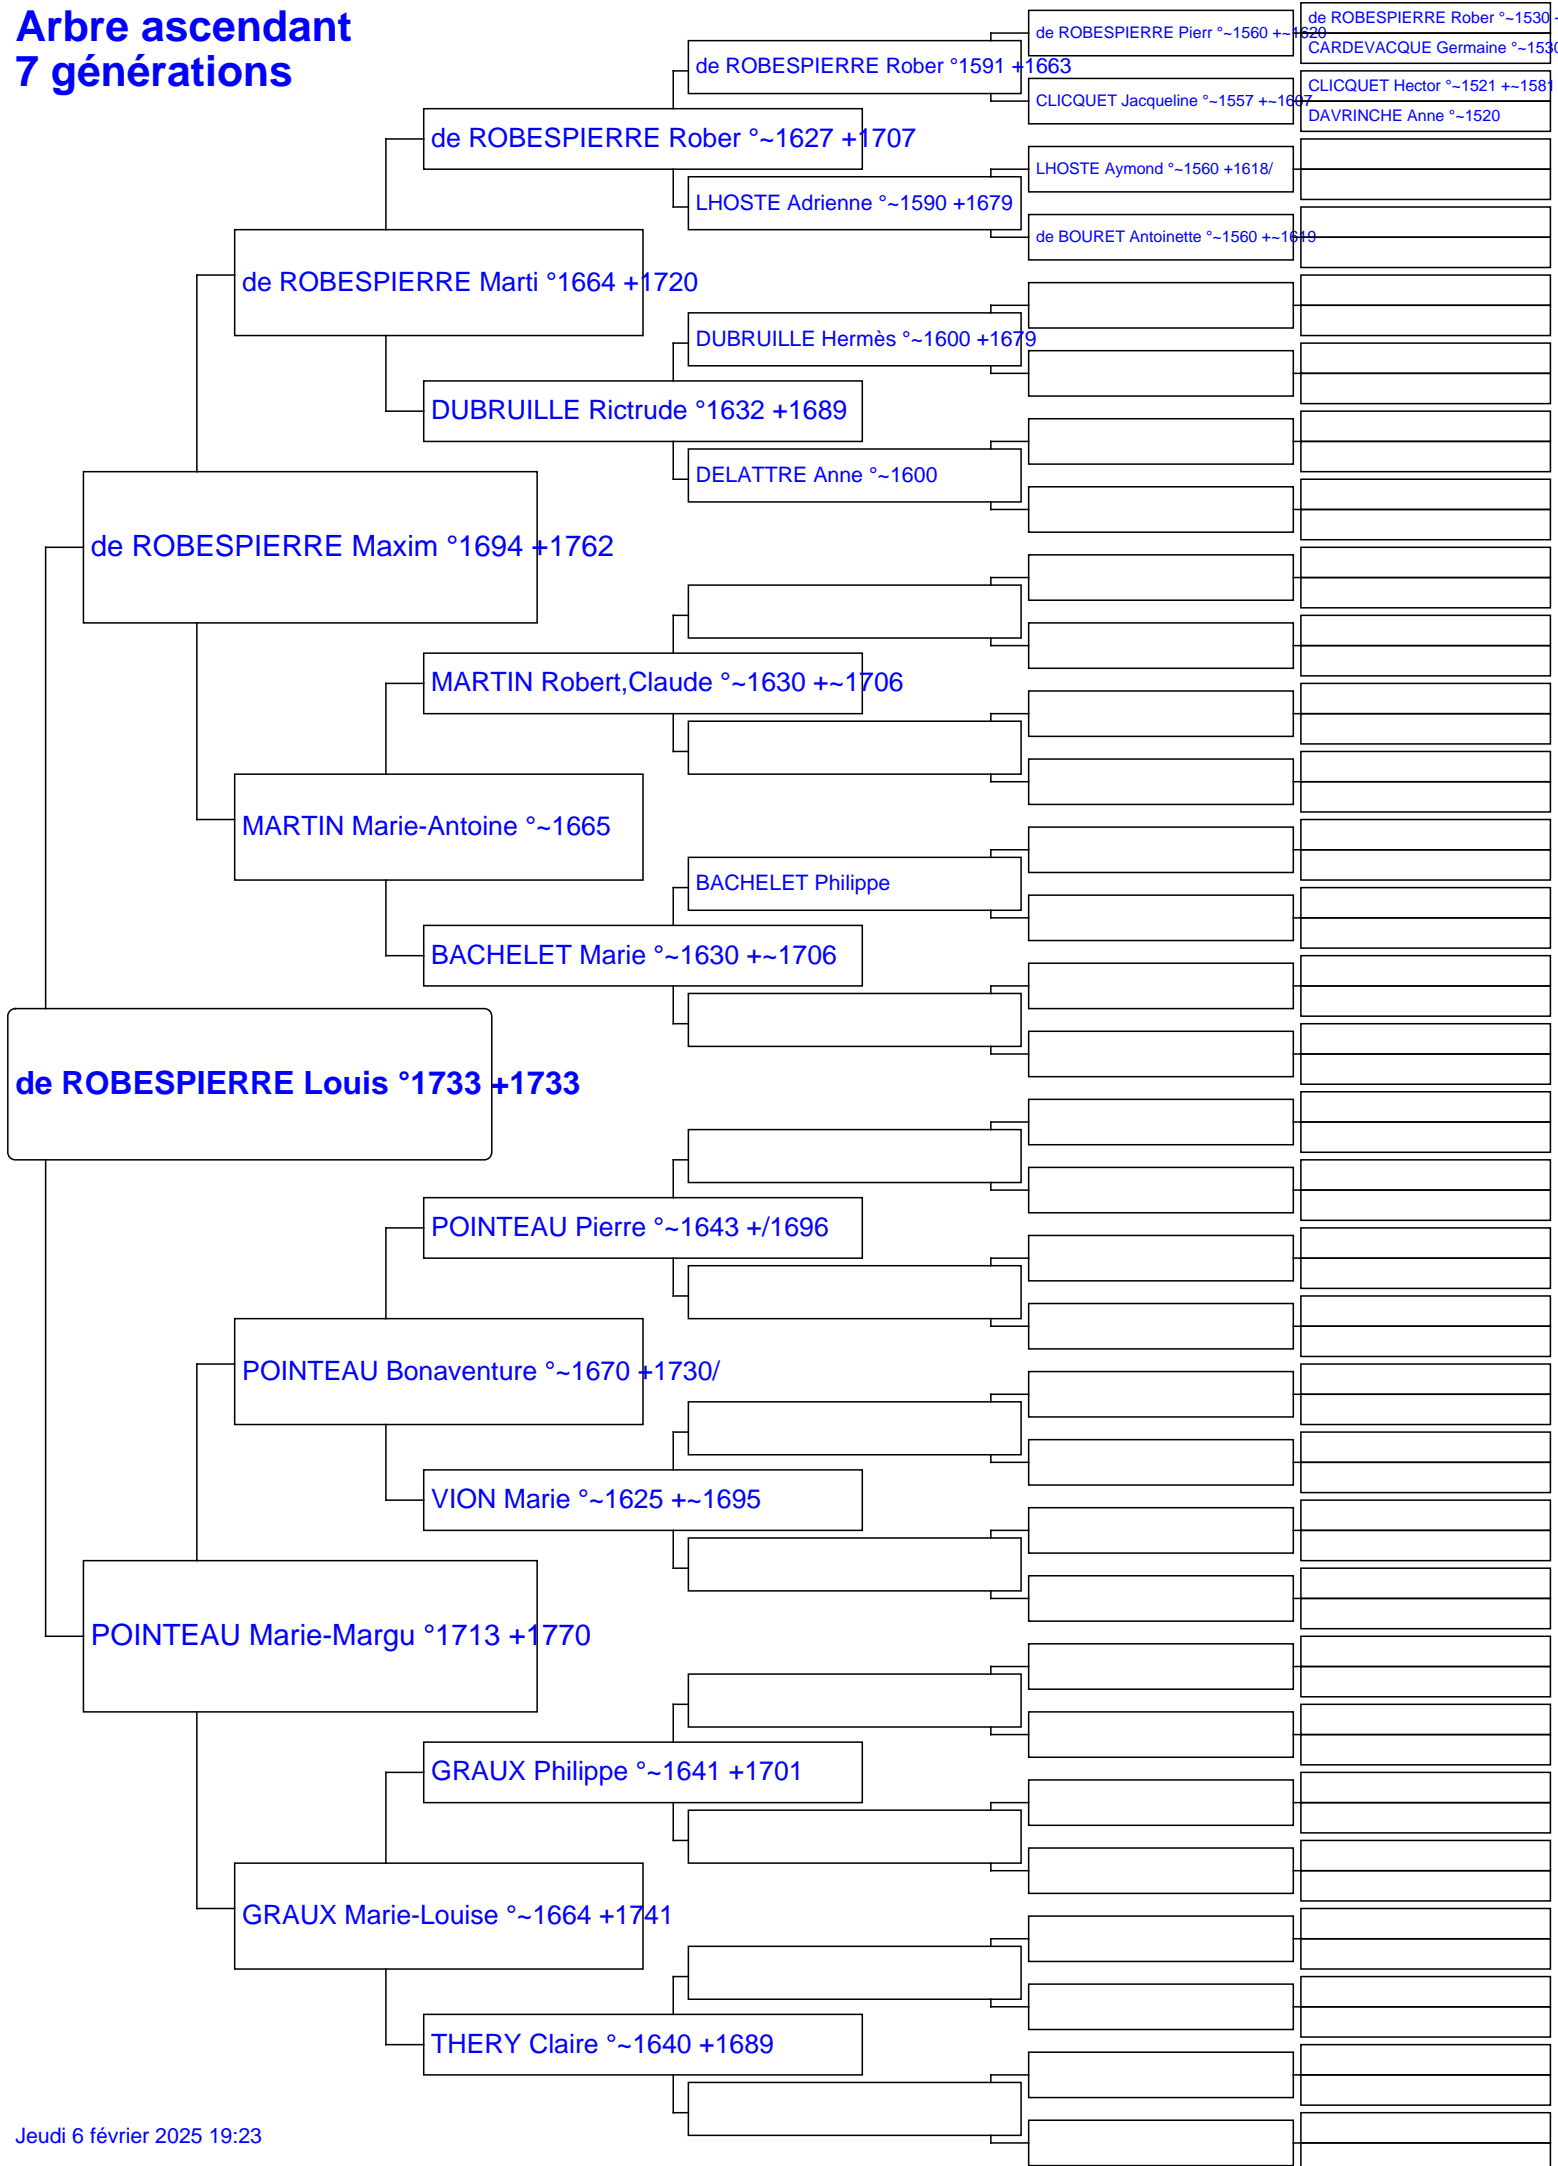 Arbre ascendant
7 générations
de ROBESPIERRE Pierr °~1560 +~1620
de ROBESPIERRE Rober °~1530 +
CARDEVACQUE Germaine °~1530
de ROBESPIERRE Rober °1591 +1663
CLICQUET Jacqueline °~1557 +~1607
CLICQUET Hector °~1521 +~1581
DAVRINCHE Anne °~1520
de ROBESPIERRE Rober °~1627 +1707
LHOSTE Aymond °~1560 +1618/
LHOSTE Adrienne °~1590 +1679
de BOURET Antoinette °~1560 +~1619
de ROBESPIERRE Marti °1664 +1720
DUBRUILLE Hermès °~1600 +1679
DUBRUILLE Rictrude °1632 +1689
DELATTRE Anne °~1600
de ROBESPIERRE Maxim °1694 +1762
MARTIN Robert,Claude °~1630 +~1706
MARTIN Marie-Antoine °~1665
BACHELET Philippe
BACHELET Marie °~1630 +~1706
de ROBESPIERRE Louis °1733 +1733
POINTEAU Pierre °~1643 +/1696
POINTEAU Bonaventure °~1670 +1730/
VION Marie °~1625 +~1695
POINTEAU Marie-Margu °1713 +1770
GRAUX Philippe °~1641 +1701
GRAUX Marie-Louise °~1664 +1741
THERY Claire °~1640 +1689
Jeudi 6 février 2025 19:23